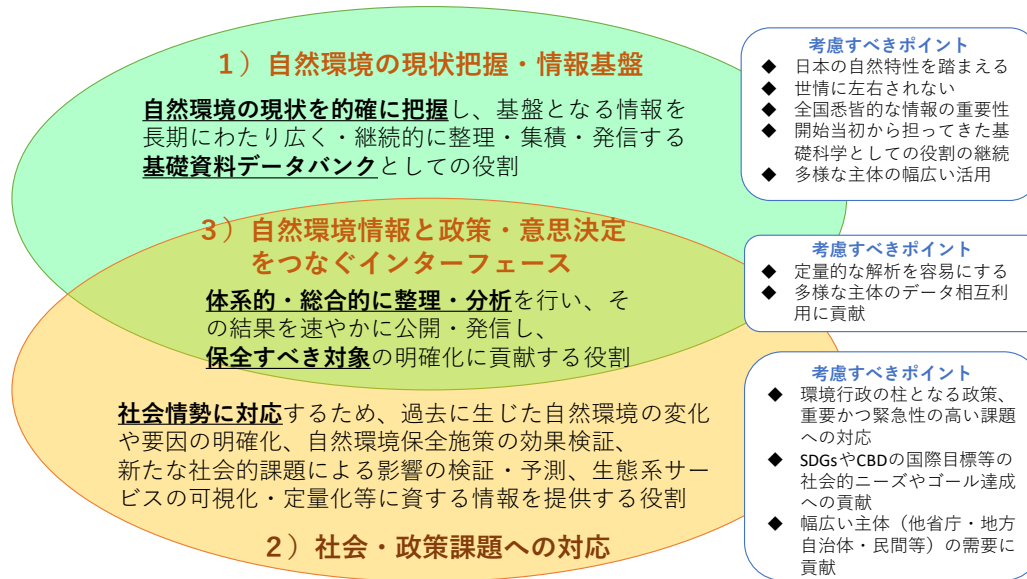 1）自然環境の現状把握・情報基盤
自然環境の現状を的確に把握し、基盤となる情報を
長期にわたり広く・継続的に整理・集積・発信する
基礎資料データバンクとしての役割
3）自然環境情報と政策・意思決定
をつなぐインターフェース
体系的・総合的に整理・分析を行い、そ
の結果を速やかに公開・発信し、
保全すべき対象の明確化に貢献する役割
社会情勢に対応するため、過去に生じた自然環境の変化
や要因の明確化、自然環境保全施策の効果検証、
新たな社会的課題による影響の検証・予測、生態系サー
ビスの可視化・定量化等に資する情報を提供する役割
2）社会・政策課題への対応
考慮すべきポイント
◆ 日本の自然特性を踏まえる
◆ 世情に左右されない
◆ 全国悉皆的な情報の重要性
◆ 開始当初から担ってきた基
礎科学としての役割の継続
◆ 多様な主体の幅広い活用
考慮すべきポイント
◆ 定量的な解析を容易にする
◆ 多様な主体のデータ相互利
用に貢献
考慮すべきポイント
◆ 環境行政の柱となる政策、
重要かつ緊急性の高い課題
への対応
◆ SDGsやCBDの国際目標等の
社会的ニーズやゴール達成
への貢献
◆ 幅広い主体（他省庁・地方
自治体・民間等）の需要に
貢献